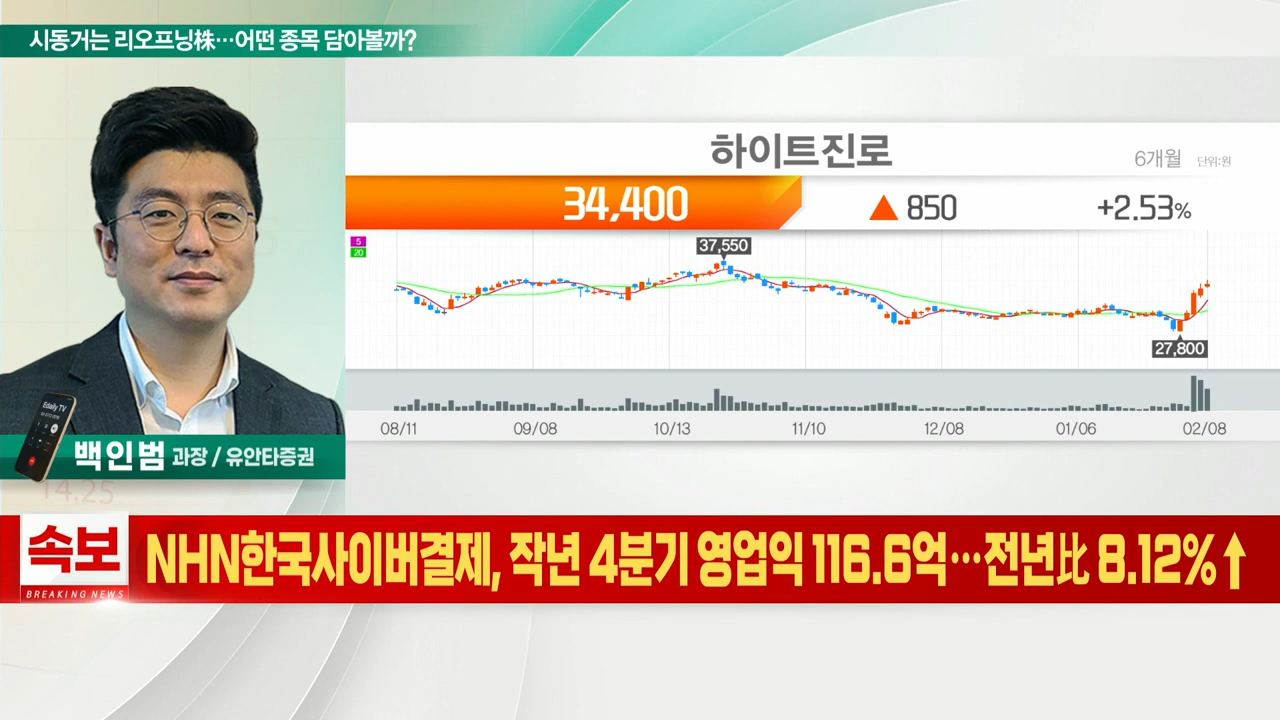 시동거는 리오프닝株…어떤 종목 담아볼까?
하이트진로
6개월 단위:원
34,400 ▲ 850 +2.53%
5
20
37,550
27,800
08/11 09/08 10/13 11/10 12/08 01/06 02/08
Edaily TV
백인범 과장 / 유안타증권
14.25
속보
BREAKING NEWS
NHN한국사이버결제, 작년 4분기 영업익 116.6억…전년比 8.12%↑